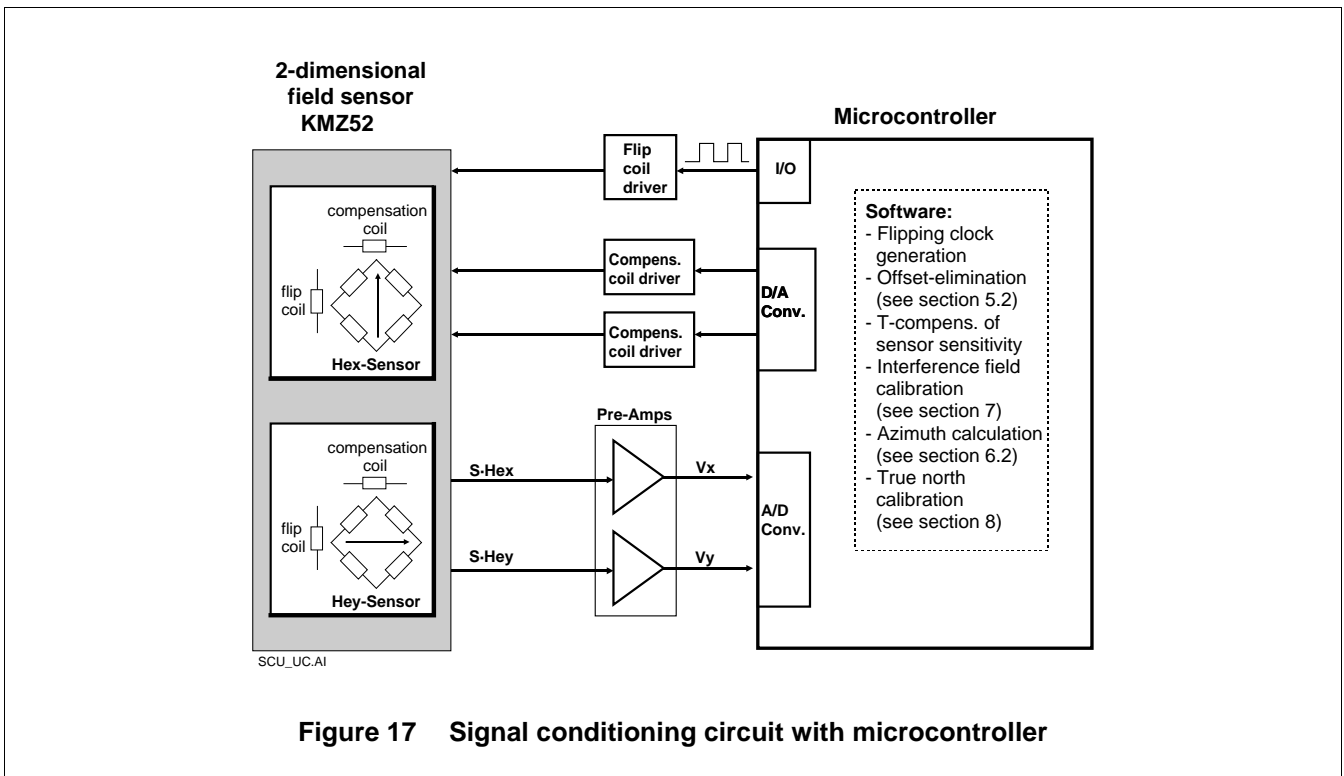 2-dimensional
field sensor
KMZ52
Microcontroller
Flip
coil
driver
I/O
compensation
coil
flip
coil
Hex-Sensor
Compens.
coil driver
Compens.
coil driver
D/A
Conv.
Software:
- Flipping clock
generation
- Offset-elimination
(see section 5.2)
- T-compens. of
sensor sensitivity
- Interference field
calibration
(see section 7)
- Azimuth calculation
(see section 6.2)
- True north
calibration
(see section 8)
Pre-Amps
compensation
coil
flip
coil
Hey-Sensor
S·Hex
Vx
S·Hey
Vy
A/D
Conv.
SCU_UC.AI
Figure 17 Signal conditioning circuit with microcontroller